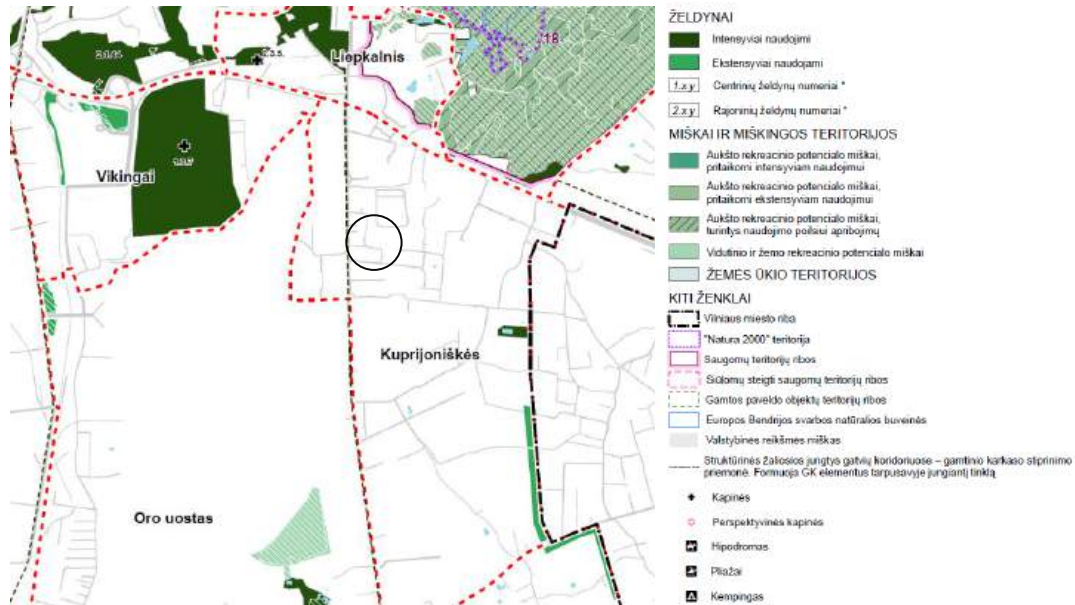 Liepkalnis
18
2.3.5.
Vikingai
Kuprijoniškės
Oro uostas
ŽELDYNAI
Intensyviai naudojimi
Ekstensyviai naudojami
1.x.y Centrinių želdynų numeriai *
2.x.y Rajoninių želdynų numeriai *
MIŠKAI IR MIŠKINGOS TERITORIJOS
Aukšto rekreacinio potencialo miškai,
pritaikomi intensyviam naudojimui
Aukšto rekreacinio potencialo miškai,
pritaikomi ekstensyviam naudojimui
Aukšto rekreacinio potencialo miškai,
turintys naudojimo poilsiui apribojimų
Vidutinio ir žemo rekreacinio potencialo miškai
ŽEMĖS ŪKIO TERITORIJOS
KITI ŽENKLAI
Vilniaus miesto riba
"Natura 2000" teritorija
Saugomų teritorijų ribos
Siūlomų steigti saugomų teritorijų ribos
Gamtos paveldo objektų teritorijų ribos
Europos Bendrijos svarbos natūralios buveinės
Valstybinės reikšmės miškas
Struktūrinės žaliosios jungtys gatvių koridoriuose – gamtinio karkaso stiprinimo
priemonė. Formuoja GK elementus tarpusavyje jungiantį tinklą
Kapinės
Perspektyvinės kapinės
Hipodromas
Pliažai
Kempingas